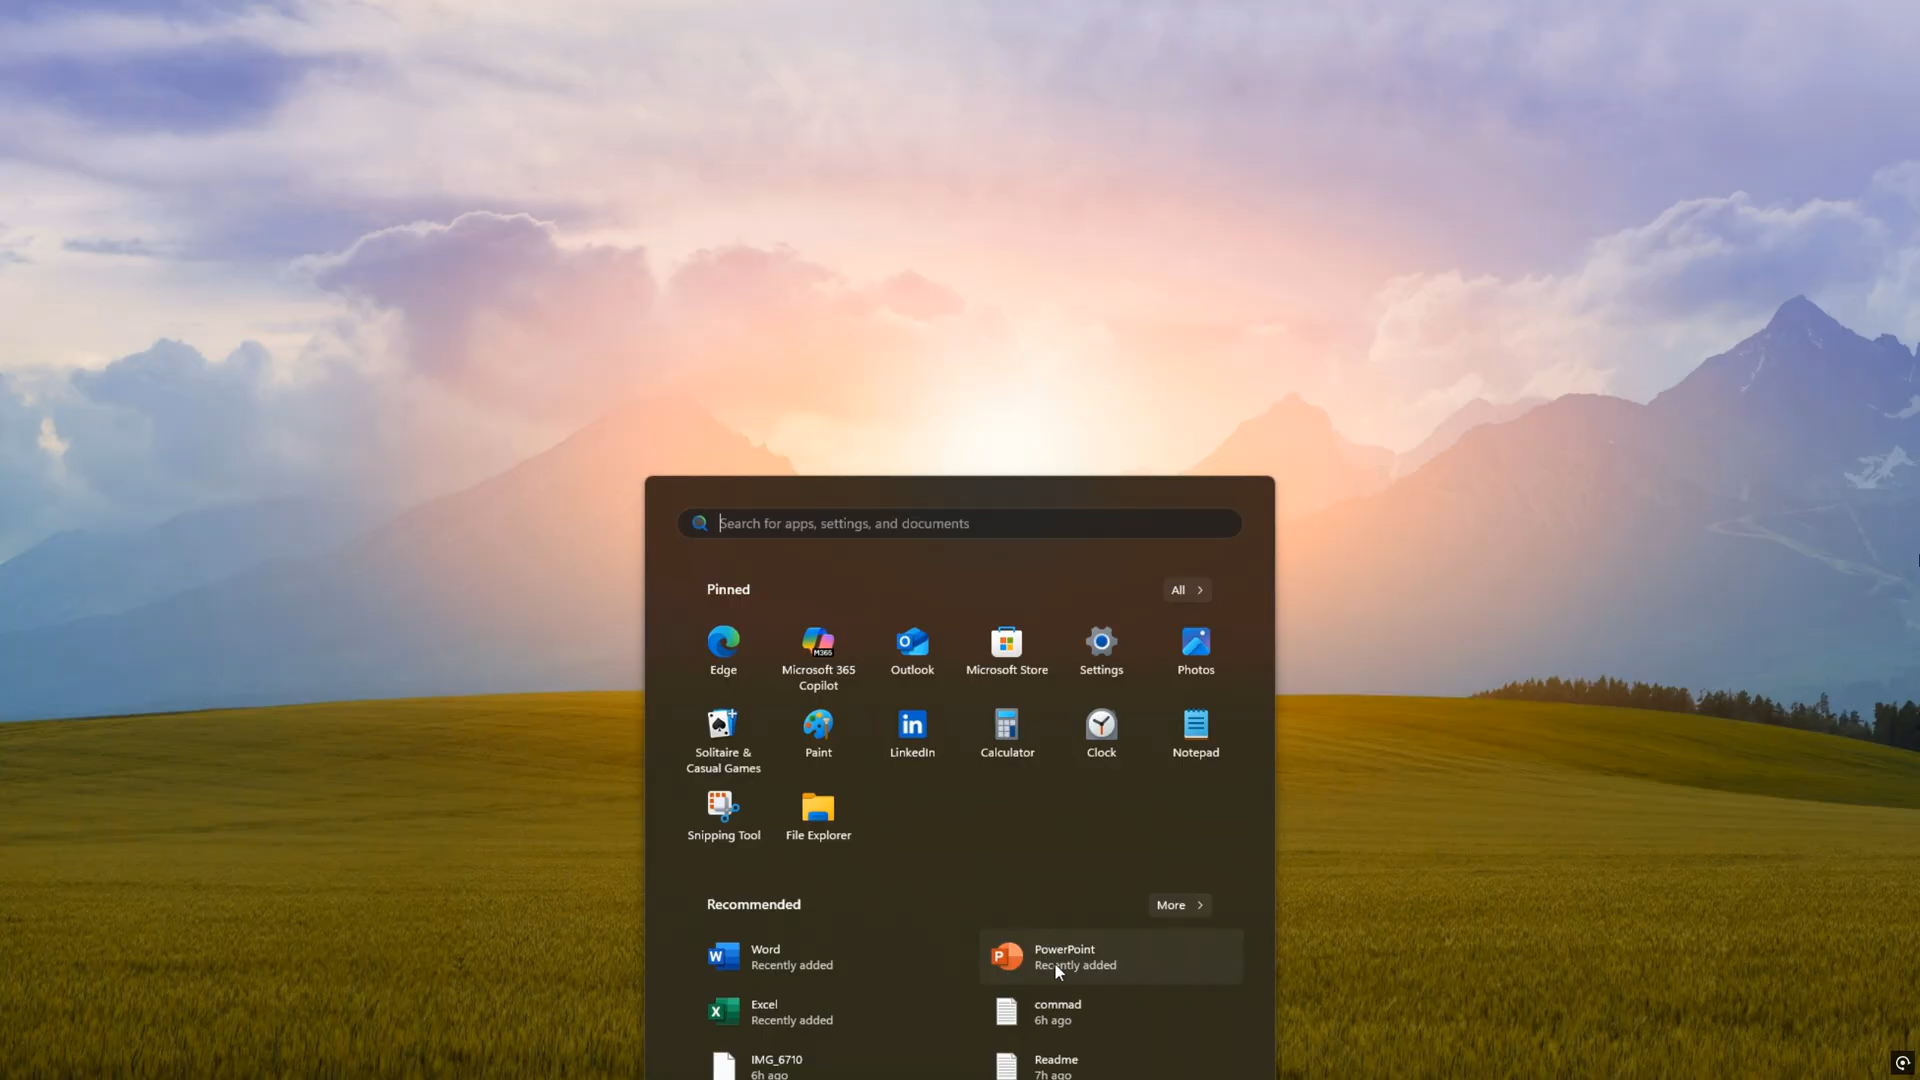 Search for apps, settings, and documents
Pinned
All
Edge
Microsoft 365
Copilot
M365
Outlook
Microsoft Store
Settings
Photos
Solitaire &
Casual Games
Paint
LinkedIn
in
Calculator
Clock
Notepad
Snipping Tool
File Explorer
Recommended
More
W
Word
Recently added
P
PowerPoint
Recently added
X
Excel
Recently added
commad
6h ago
IMG_6710
6h ago
Readme
7h ago